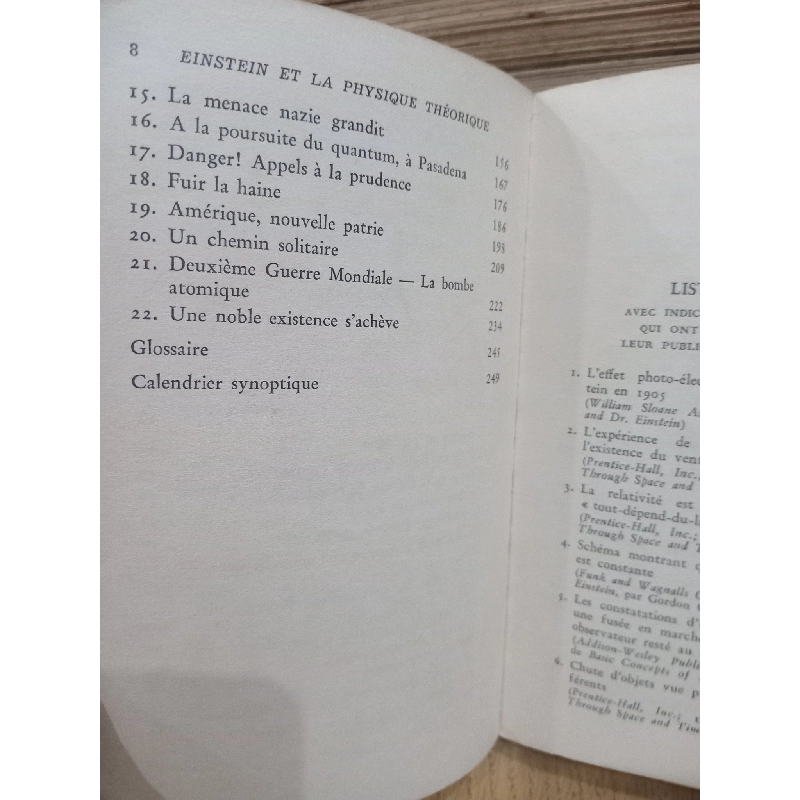 8 EINSTEIN ET LA PHYSIQUE THÉORIQUE
15. La menace nazie grandit 156
16. A la poursuite du quantum, à Pasadena 167
17. Danger! Appels à la prudence 176
18. Fuir la haine 186
19. Amérique, nouvelle patrie 198
20. Un chemin solitaire 209
21. Deuxième Guerre Mondiale — La bombe
atomique 222
22. Une noble existence s'achève 234
Glossaire 245
Calendrier synoptique 249
LIS
AVEC INDIC
QUI ONT
LEUR PUBLI
1. L'effet photo-élec
tein en 1905
(William Sloane A
and Dr. Einstein)
2. L'expérience de
l'existence du ven
(Prentice-Hall, Inc.
Through Space and
3. La relativité est
« tout-dépend-du-l
(Prentice-Hall, Inc.;
Through Space and T
4. Schéma montrant
est constante
(Funk and Wagnalls
Einstein, par Gordon
5. Les constatations d'
une fusée en march
observateur resté au
(Addison-Wesley Publi
de Basic Concepts of
6. Chute d'objets vue p
férents
(Prentice-Hall, Inc.;
Through Space and Time